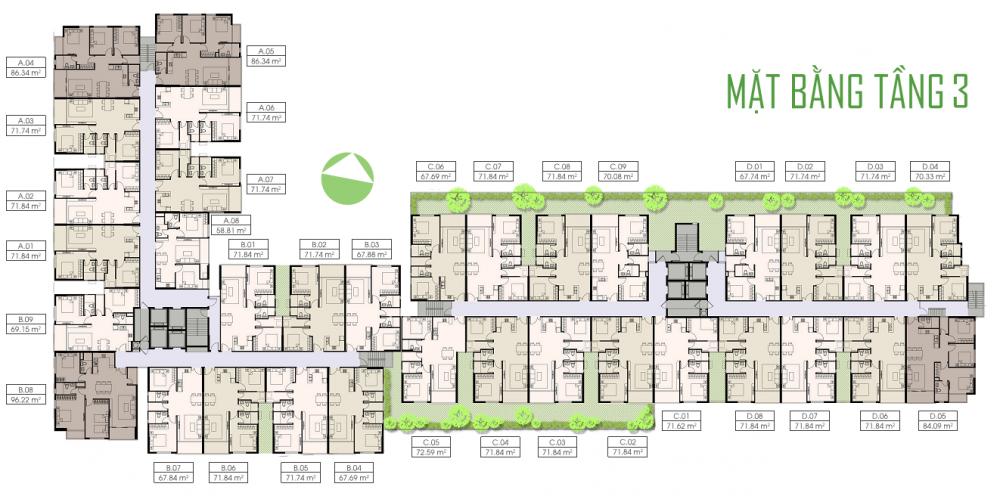 MẶT BẰNG TẦNG 3
A.04
86.34 m²
A.05
86.34 m²
A.03
71.74 m²
A.06
71.74 m²
A.02
71.84 m²
A.07
71.74 m²
A.01
71.84 m²
A.08
58.81 m²
B.09
69.15 m²
B.08
96.22 m²
B.01
71.84 m²
B.02
71.74 m²
B.03
67.88 m²
B.07
67.84 m²
B.06
71.84 m²
B.05
71.74 m²
B.04
67.69 m²
C.06
67.69 m²
C.07
71.84 m²
C.08
71.84 m²
C.09
70.08 m²
D.01
67.74 m²
D.02
71.74 m²
D.03
71.74 m²
D.04
70.33 m²
C.05
72.59 m²
C.04
71.84 m²
C.03
71.84 m²
C.02
71.84 m²
C.01
71.62 m²
D.08
71.84 m²
D.07
71.84 m²
D.06
71.84 m²
D.05
84.09 m²